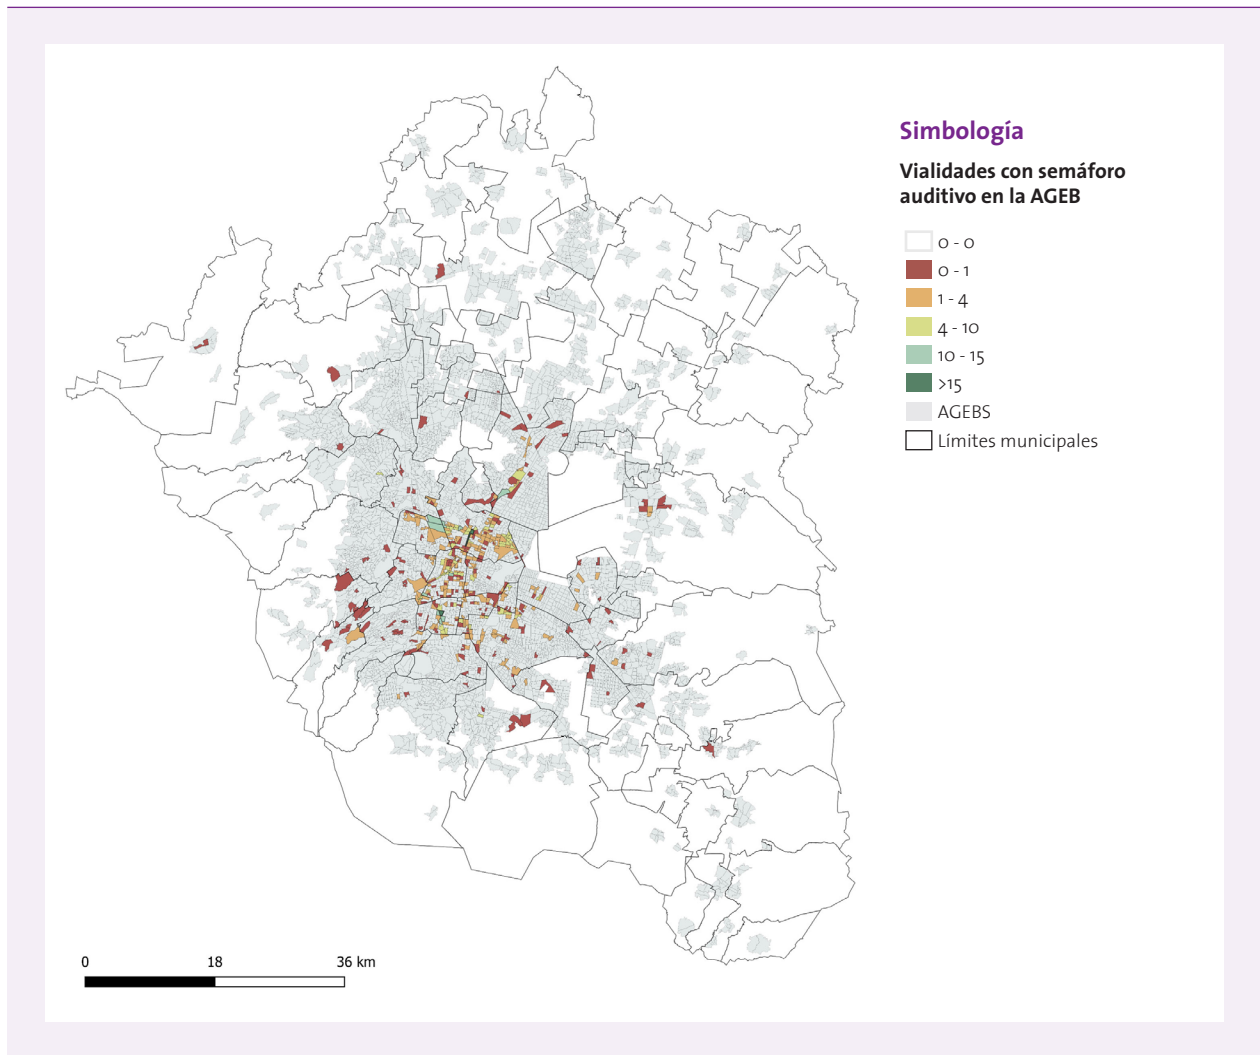 Simbología
Vialidades con semáforo
auditivo en la AGEB
0 - 0
0 - 1
1 - 4
4 - 10
10 - 15
>15
AGEBS
Límites municipales
0 18 36 km